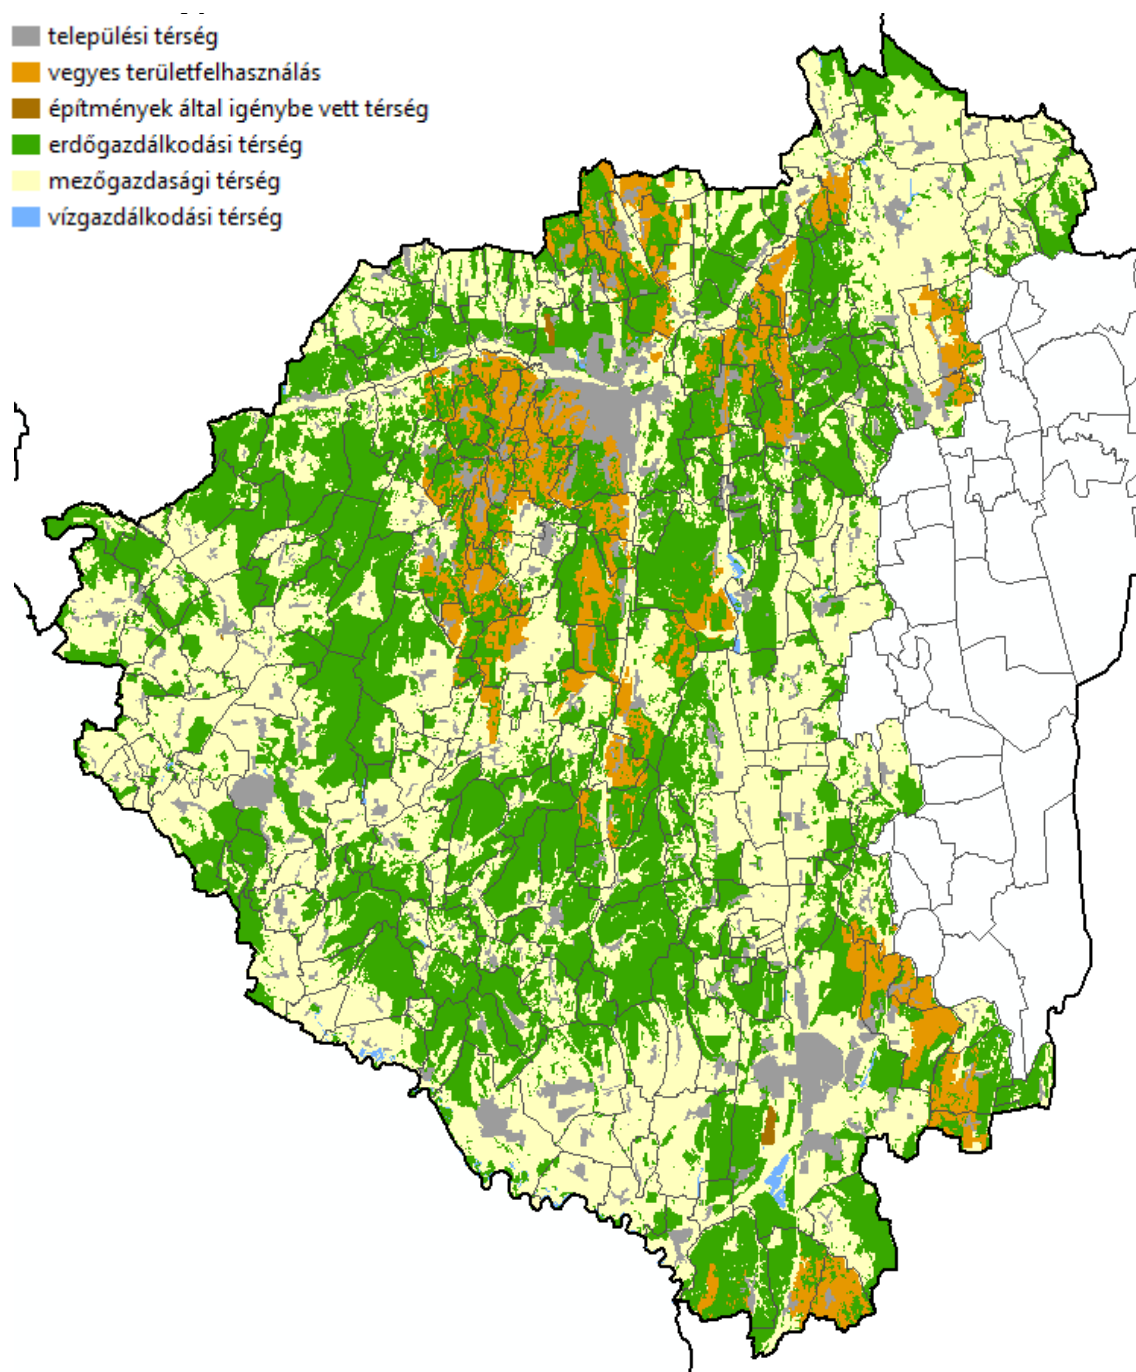 települési térség
vegyes területfelhasználás
építmények által igénybe vett térség
erdőgazdálkodási térség
mezőgazdasági térség
vízgazdálkodási térség